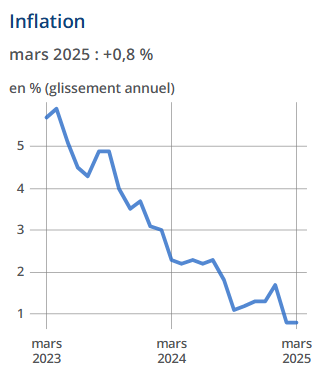 Inflation
mars 2025 : +0,8 %
en % (glissement annuel)
5
4
3
2
1
mars
2023
mars
2024
mars
2025